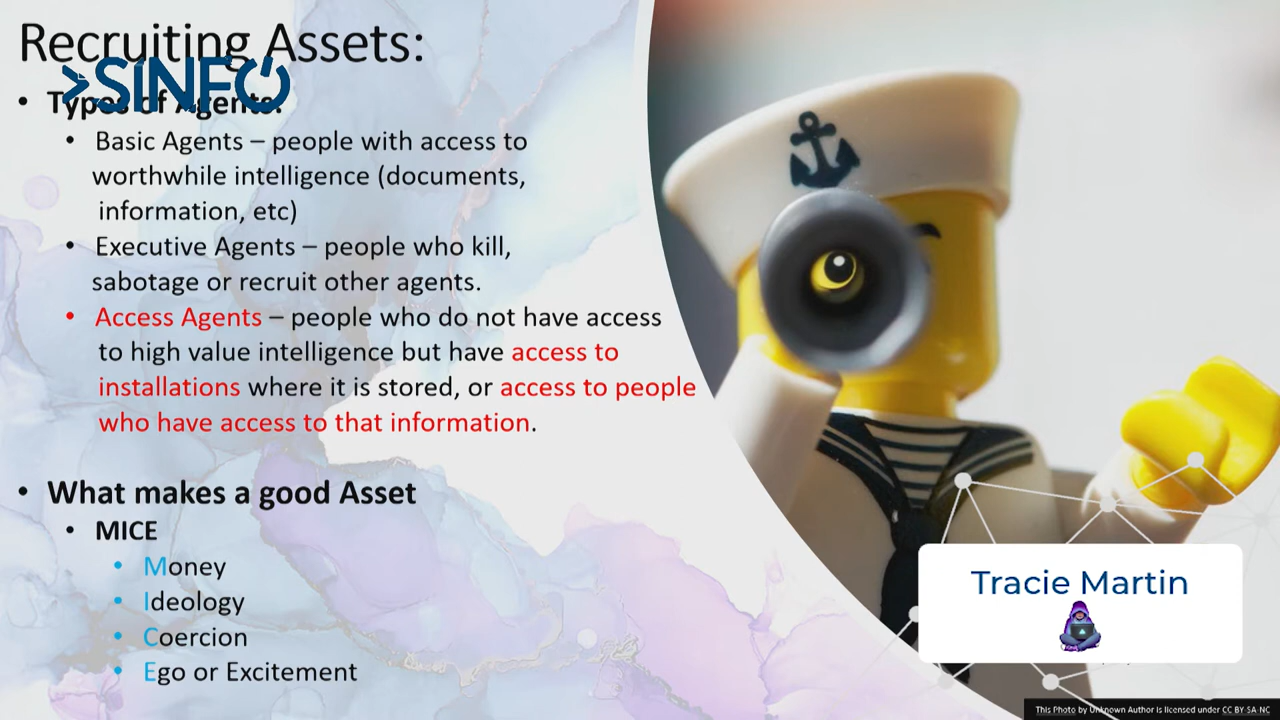 Recruiting Assets:
>SINFO
• Types of Agents:
• Basic Agents – people with access to
worthwhile intelligence (documents,
information, etc)
• Executive Agents – people who kill,
sabotage or recruit other agents.
• Access Agents – people who do not have access
to high value intelligence but have access to
installations where it is stored, or access to people
who have access to that information.
• What makes a good Asset
• MICE
• Money
• Ideology
• Coercion
• Ego or Excitement
Tracie Martin
This Photo by Unknown Author is licensed under CC BY-SA-NC